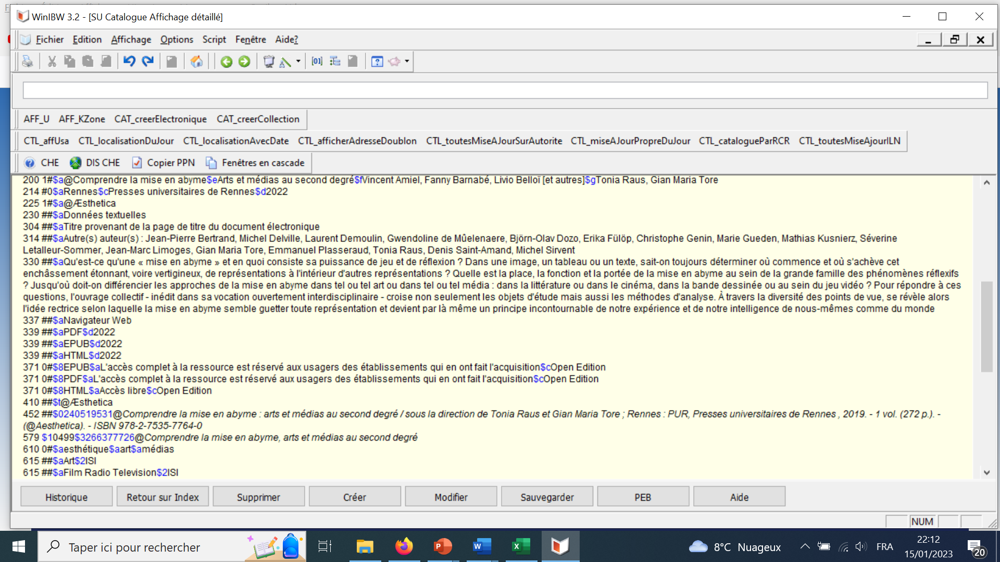 WinIBW 3.2 - [SU Catalogue Affichage détaillé]
Fichier Edition Affichage Options Script Fenêtre Aide?
[01]
AFF_U AFF_KZone CAT_creerElectronique CAT_creerCollection
CTL_affUsa CTL_localisationDuJour CTL_localisationAvecDate CTL_afficherAdresseDoublon CTL_toutesMiseAJourSurAutorite CTL_miseAJourPropreDuJour CTL_catalogueParRCR CTL_toutesMiseAjourILN
CHE DIS CHE Copier PPN Fenêtres en cascade
200 1#$a@Comprendre la mise en abyme$eArts et médias au second degré$fVincent Amiel, Fanny Barnabé, Livio Belloï [et autres]$gTonia Raus, Gian Maria Tore
214 #0$aRennes$cPresses universitaires de Rennes$d2022
225 1#$a@Æsthetica
230 ##$aDonnées textuelles
304 ##$aTitre provenant de la page de titre du document électronique
314 ##$aAutre(s) auteur(s) : Jean-Pierre Bertrand, Michel Delville, Laurent Demoulin, Gwendoline de Mûelenaere, Björn-Olav Dozo, Erika Fülöp, Christophe Genin, Marie Gueden, Mathias Kusnierz, Séverine
Letalleur-Sommer, Jean-Marc Limoges, Gian Maria Tore, Emmanuel Plasseraud, Tonia Raus, Denis Saint-Amand, Michel Sirvent
330 ##$aQu'est-ce qu'une « mise en abyme » et en quoi consiste sa puissance de jeu et de réflexion ? Dans une image, un tableau ou un texte, sait-on toujours déterminer où commence et où s'achève cet
enchâssement étonnant, voire vertigineux, de représentations à l'intérieur d'autres représentations ? Quelle est la place, la fonction et la portée de la mise en abyme au sein de la grande famille des phénomènes réflexifs
? Jusqu'où doit-on différencier les approches de la mise en abyme dans tel ou tel art ou dans tel ou tel média : dans la littérature ou dans le cinéma, dans la bande dessinée ou au sein du jeu vidéo ? Pour répondre à ces
questions, l'ouvrage collectif - inédit dans sa vocation ouvertement interdisciplinaire - croise non seulement les objets d'étude mais aussi les méthodes d'analyse. À travers la diversité des points de vue, se révèle alors
l'idée rectrice selon laquelle la mise en abyme semble guetter toute représentation et devient par là même un principe incontournable de notre expérience et de notre intelligence de nous-mêmes comme du monde
337 ##$aNavigateur Web
339 ##$aPDF$d2022
339 ##$aEPUB$d2022
339 ##$aHTML$d2022
371 0#$8EPUB$aL'accès complet à la ressource est réservé aux usagers des établissements qui en ont fait l'acquisition$cOpen Edition
371 0#$8PDF$aL'accès complet à la ressource est réservé aux usagers des établissements qui en ont fait l'acquisition$cOpen Edition
371 0#$8HTML$aAccès libre$cOpen Edition
410 ##$t@Æsthetica
452 ##$0240519531@Comprendre la mise en abyme : arts et médias au second degré / sous la direction de Tonia Raus et Gian Maria Tore ; Rennes : PUR, Presses universitaires de Rennes , 2019. - 1 vol. (272 p.). -
(@Aesthetica). - ISBN 978-2-7535-7764-0
579 $10499$3266377726@Comprendre la mise en abyme, arts et médias au second degré
610 0#$aesthétique$aart$amédias
615 ##$aArt$2ISI
615 ##$aFilm Radio Television$2ISI
Historique Retour sur Index Supprimer Créer Modifier Sauvegarder PEB Aide
NUM
Taper ici pour rechercher
P W X
8°C Nuageux
FRA
22:12
15/01/2023
20